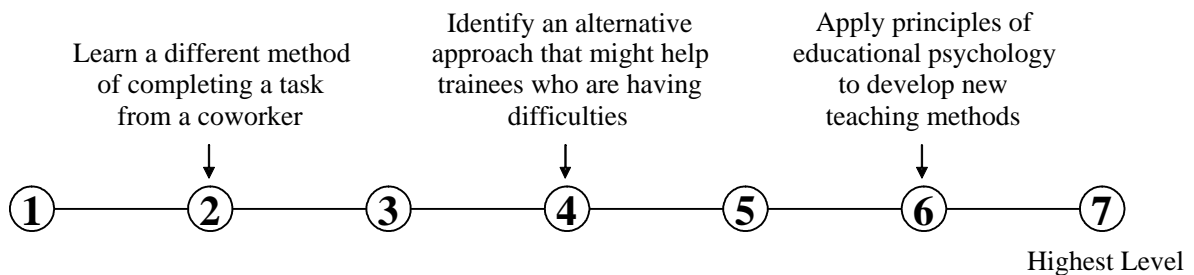 Learn a different method
of completing a task
from a coworker
Identify an alternative
approach that might help
trainees who are having
difficulties
Apply principles of
educational psychology
to develop new
teaching methods
1 2 3 4 5 6 7
Highest Level